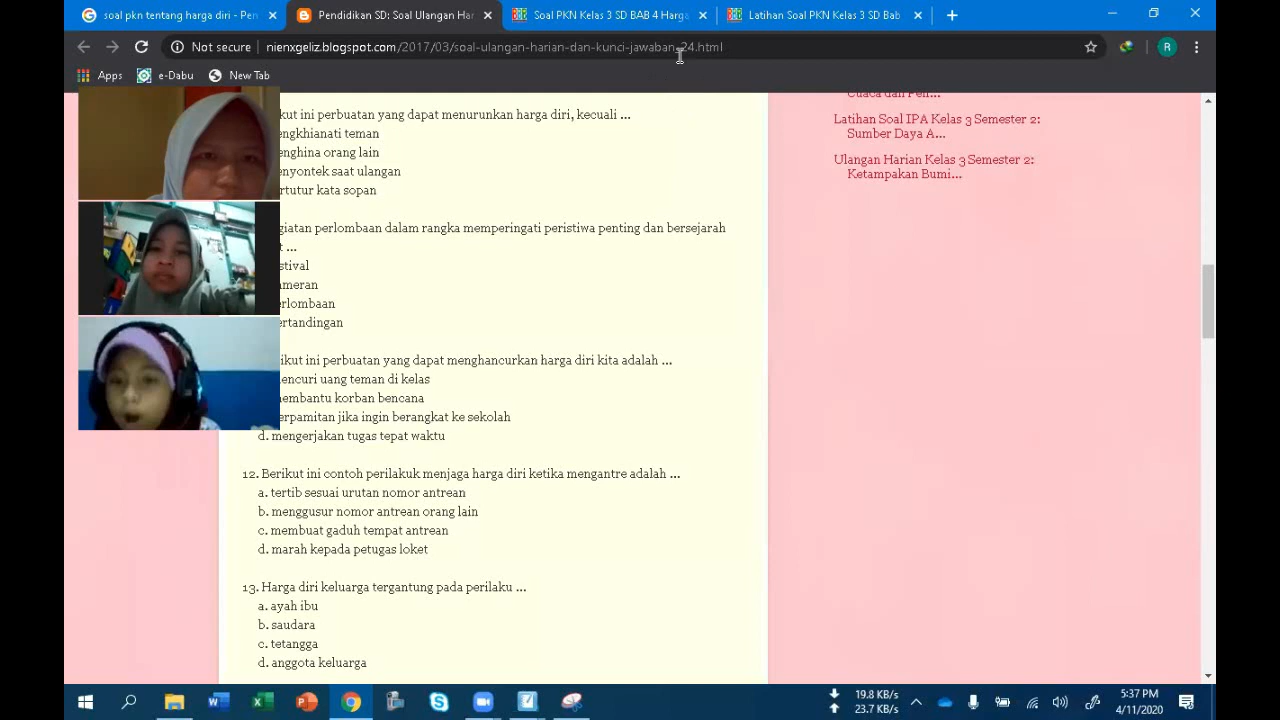 soal pkn tentang harga diri - Pen
Pendidikan SD: Soal Ulangan Har
Soal PKN Kelas 3 SD BAB 4 Harga
Latihan Soal PKN Kelas 3 SD Bab
Not secure
nienxgeliz.blogspot.com/2017/03/soal-ulangan-harian-dan-kunci-jawaban_24.html
R
Apps
e-Dabu
New Tab
kut ini perbuatan yang dapat menurunkan harga diri, kecuali ...
engkhianati teman
enghina orang lain
enyontek saat ulangan
rtutur kata sopan
giatan perlombaan dalam rangka memperingati peristiwa penting dan bersejarah
t ...
stival
ameran
erlombaan
ertandingan
ikut ini perbuatan yang dapat menghancurkan harga diri kita adalah ...
encuri uang teman di kelas
embantu korban bencana
erpamitan jika ingin berangkat ke sekolah
d. mengerjakan tugas tepat waktu
12. Berikut ini contoh perilakuk menjaga harga diri ketika mengantre adalah ...
a. tertib sesuai urutan nomor antrean
b. menggusur nomor antrean orang lain
c. membuat gaduh tempat antrean
d. marah kepada petugas loket
13. Harga diri keluarga tergantung pada perilaku ...
a. ayah ibu
b. saudara
c. tetangga
d. anggota keluarga
Cuaca dan Pen...
Latihan Soal IPA Kelas 3 Semester 2:
Sumber Daya A...
Ulangan Harian Kelas 3 Semester 2:
Ketampakan Bumi...
19.8 KB/s
23.7 KB/s
5:37 PM
4/11/2020